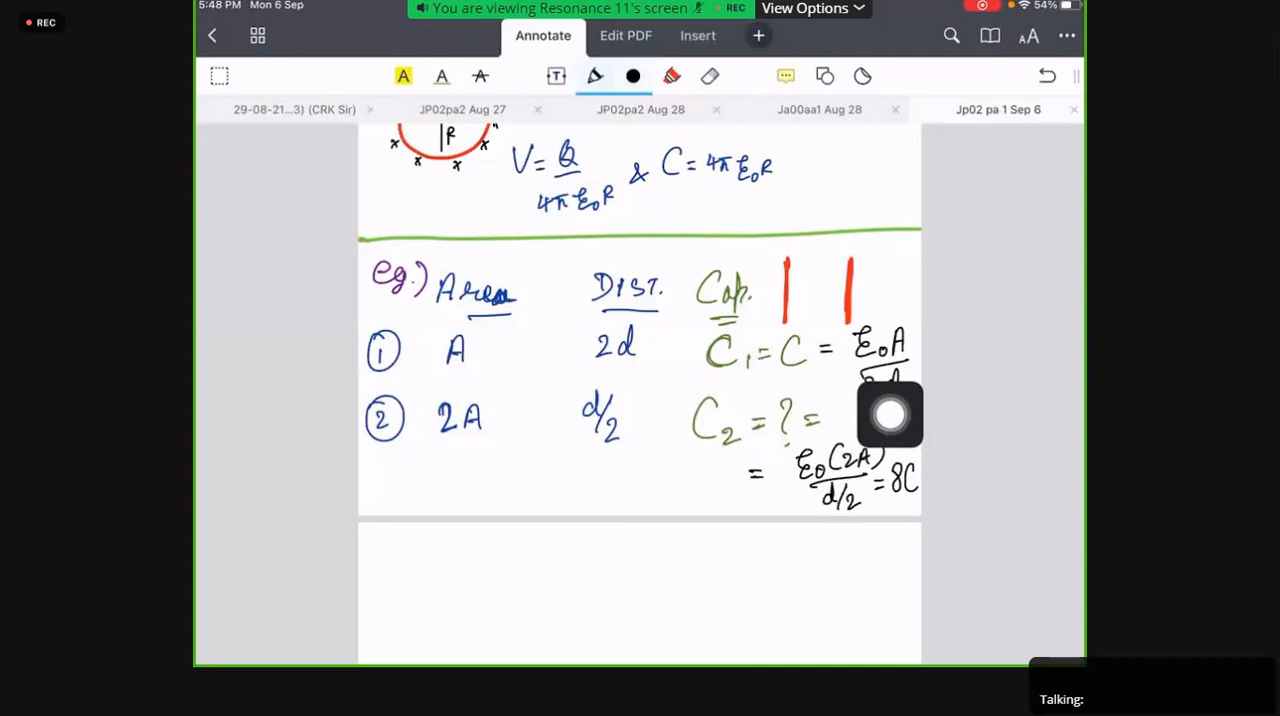 REC
5:48 PM Mon 6 Sep
You are viewing Resonance 11's screen REC View Options
54%
Annotate Edit PDF Insert +
AA
A A A T
29-08-21...3) (CRK Sir) × JP02pa2 Aug 27 × JP02pa2 Aug 28 × Ja00aa1 Aug 28 × Jp02 pa 1 Sep 6 ×
R
x x x x
V = Q/4πε₀R & C = 4πε₀R
eg.) Area DIST. Cap.
① A 2d C₁ = C = ε₀A/2d
② 2A d/2 C₂ = ? =
= ε₀(2A)/d/2 = 8C
Talking: